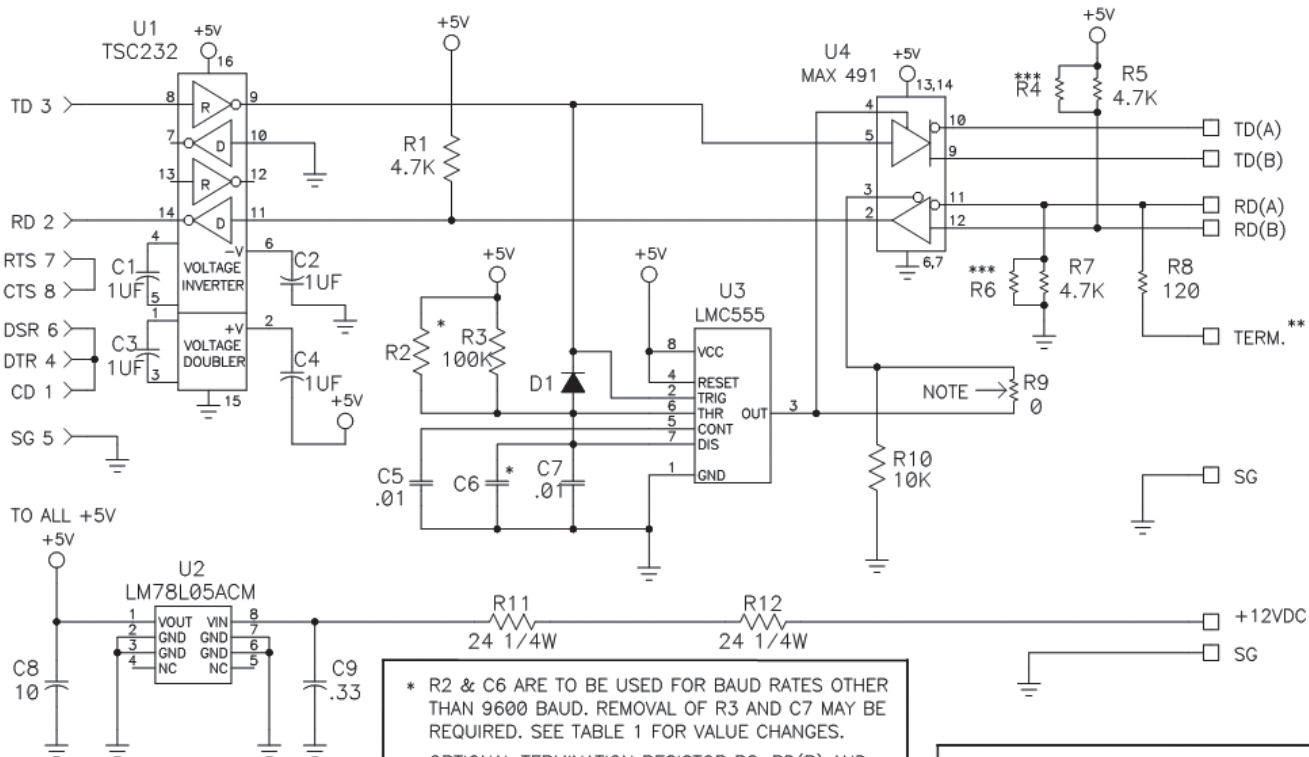 U1
TSC232
+5V
16
TD 3
8
R
9
7
D
10
13
R
12
RD 2
14
D
11
RTS 7
CTS 8
DSR 6
DTR 4
CD 1
SG 5
4
C1
1UF
5
-V
VOLTAGE
INVERTER
6
C2
1UF
1
C3
1UF
3
+V
VOLTAGE
DOUBLER
2
C4
1UF
+5V
15
+5V
R1
4.7K
U4
MAX 491
+5V
13,14
4
5
10
9
3
2
11
12
6,7
+5V
***
R4
R5
4.7K
TD(A)
TD(B)
RD(A)
RD(B)
***
R6
R7
4.7K
R8
120
TERM. **
+5V
R2
*
R3
100K
D1
+5V
U3
LMC555
8
VCC
4
RESET
2
TRIG
6
THR
OUT
3
5
CONT
7
DIS
1
GND
C5
.01
C6
*
C7
.01
NOTE
R9
0
R10
10K
SG
TO ALL +5V
+5V
U2
LM78L05ACM
1
VOUT
VIN
8
2
GND
GND
7
3
GND
GND
6
4
NC
NC
5
C8
10
C9
.33
R11
24 1/4W
R12
24 1/4W
+12VDC
SG
* R2 & C6 ARE TO BE USED FOR BAUD RATES OTHER
THAN 9600 BAUD. REMOVAL OF R3 AND C7 MAY BE
REQUIRED. SEE TABLE 1 FOR VALUE CHANGES.